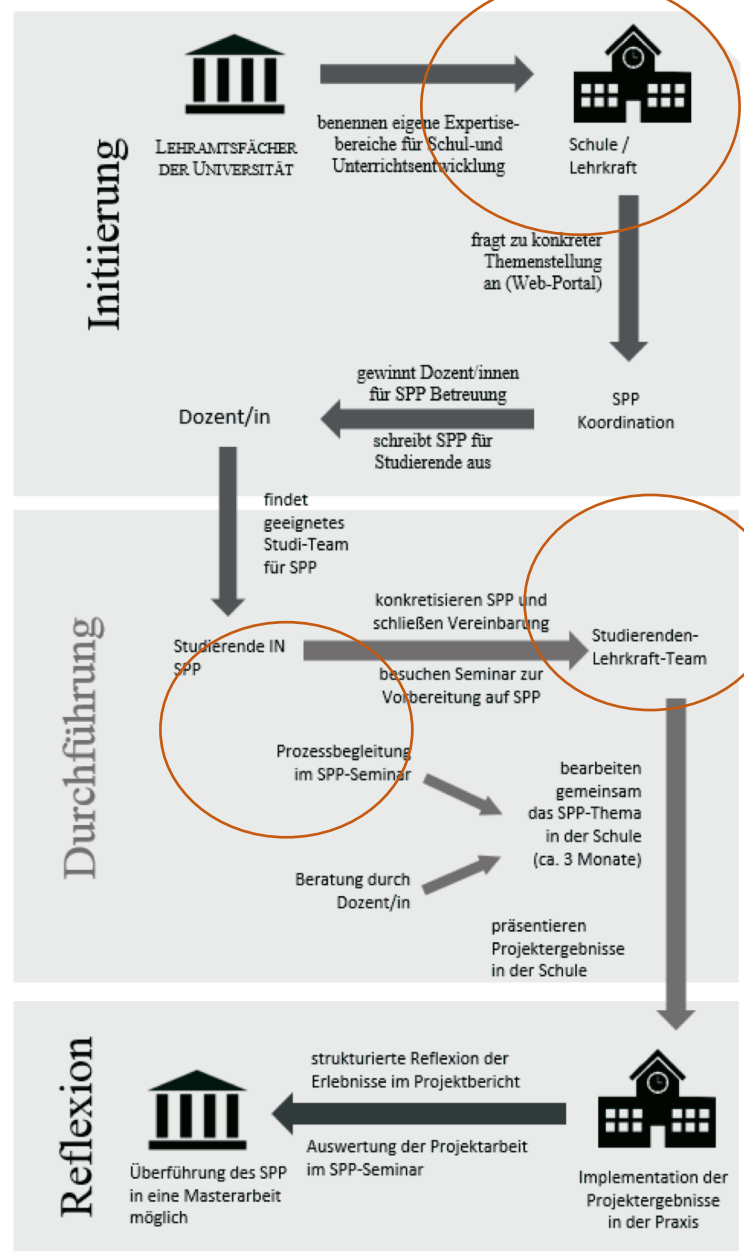 Initiierung
LEHRAMTSFÄCHER
DER UNIVERSITÄT
benennen eigene Expertise-
bereiche für Schul-und
Unterrichtsentwicklung
Schule /
Lehrkraft
fragt zu konkreter
Themenstellung
an (Web-Portal)
SPP
Koordination
gewinnt Dozent/innen
für SPP Betreuung
schreibt SPP für
Studierende aus
Dozent/in
findet
geeignetes
Studi-Team
für SPP
Durchführung
Studierende IN
SPP
konkretisieren SPP und
schließen Vereinbarung
besuchen Seminar zur
Vorbereitung auf SPP
Studierenden-
Lehrkraft-Team
Prozessbegleitung
im SPP-Seminar
Beratung durch
Dozent/in
bearbeiten
gemeinsam
das SPP-Thema
in der Schule
(ca. 3 Monate)
präsentieren
Projektergebnisse
in der Schule
Reflexion
strukturierte Reflexion der
Erlebnisse im Projektbericht
Auswertung der Projektarbeit
im SPP-Seminar
Überführung des SPP
in eine Masterarbeit
möglich
Implementation der
Projektergebnisse
in der Praxis